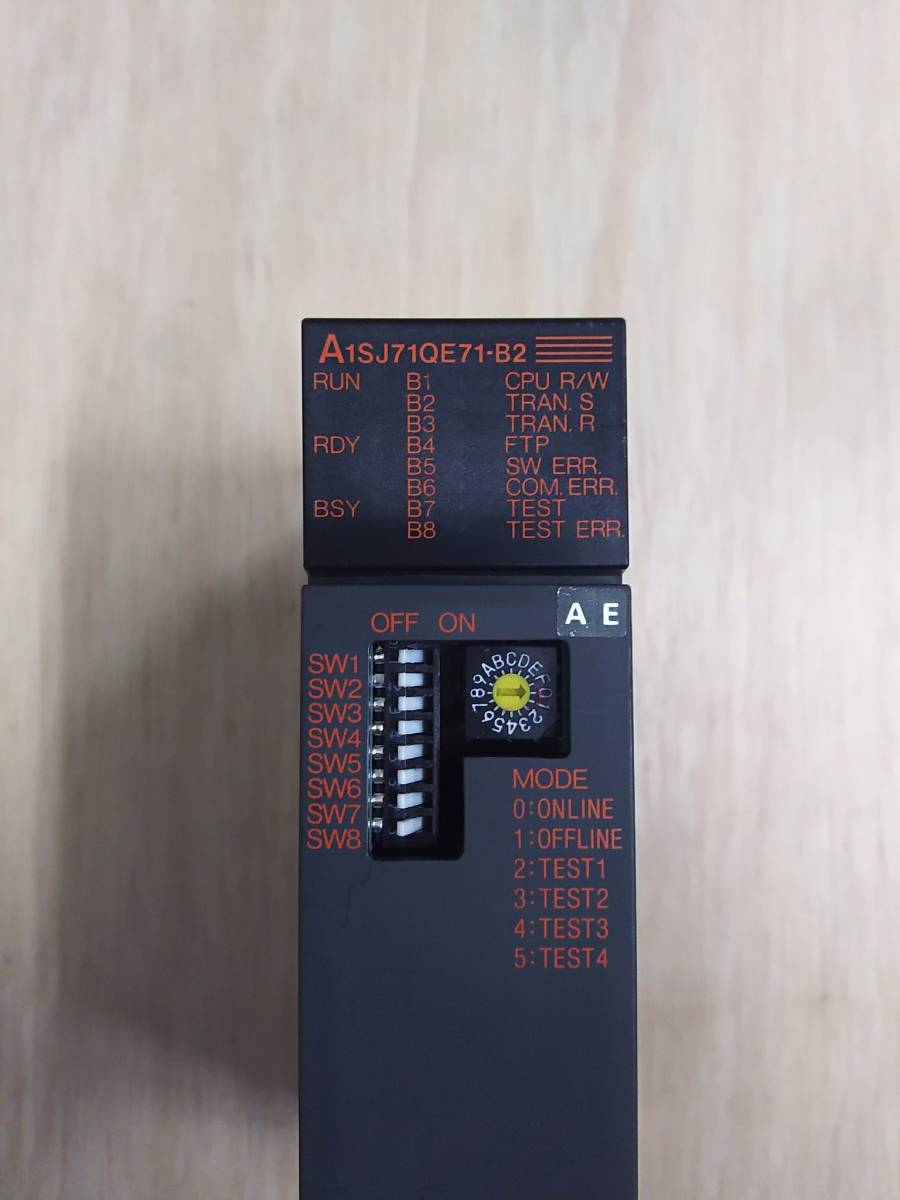 A1SJ71QE71-B2
RUN B1 CPU R/W
B2 TRAN. S
B3 TRAN. R
RDY B4 FTP
B5 SW ERR.
B6 COM. ERR.
BSY B7 TEST
B8 TEST ERR.
A E
OFF ON
SW1
SW2
SW3
SW4
SW5
SW6
SW7
SW8
0123456789ABCDEF
MODE
0:ONLINE
1:OFFLINE
2:TEST1
3:TEST2
4:TEST3
5:TEST4